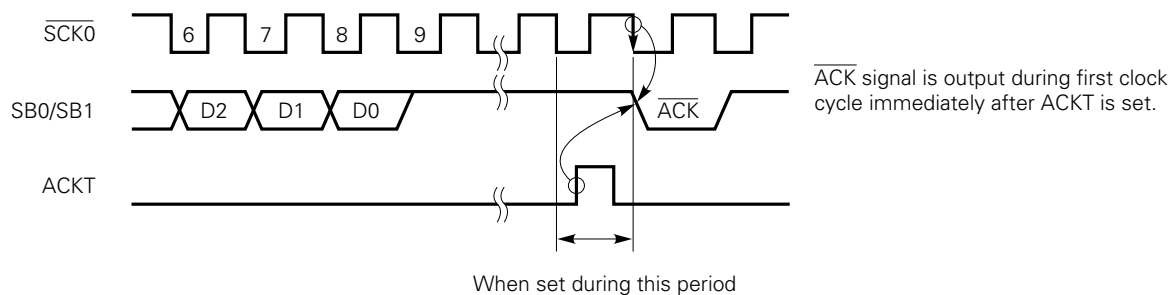 SCK0
6 7 8 9
SB0/SB1
D2 D1 D0 ACK
ACKT
ACK signal is output during first clock
cycle immediately after ACKT is set.
When set during this period